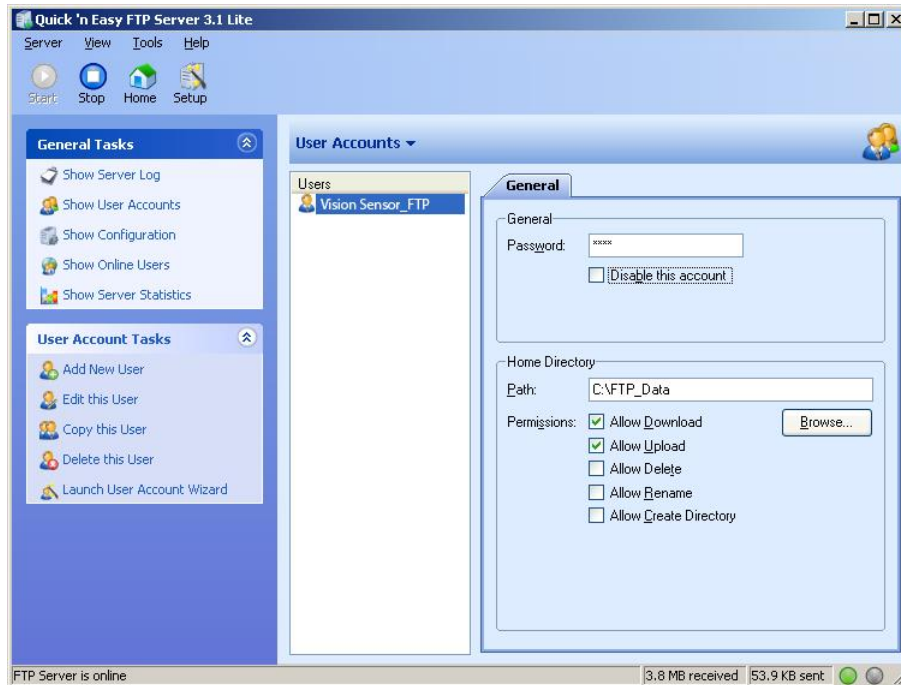 Quick 'n Easy FTP Server 3.1 Lite
Server View Tools Help
Start Stop Home Setup
General Tasks
Show Server Log
Show User Accounts
Show Configuration
Show Online Users
Show Server Statistics
User Account Tasks
Add New User
Edit this User
Copy this User
Delete this User
Launch User Account Wizard
User Accounts
Users
Vision Sensor_FTP
General
General
Password: ****
Disable this account
Home Directory
Path: C:\FTP_Data
Permissions: Allow Download Browse...
Allow Upload
Allow Delete
Allow Rename
Allow Create Directory
FTP Server is online 3.8 MB received 53.9 KB sent